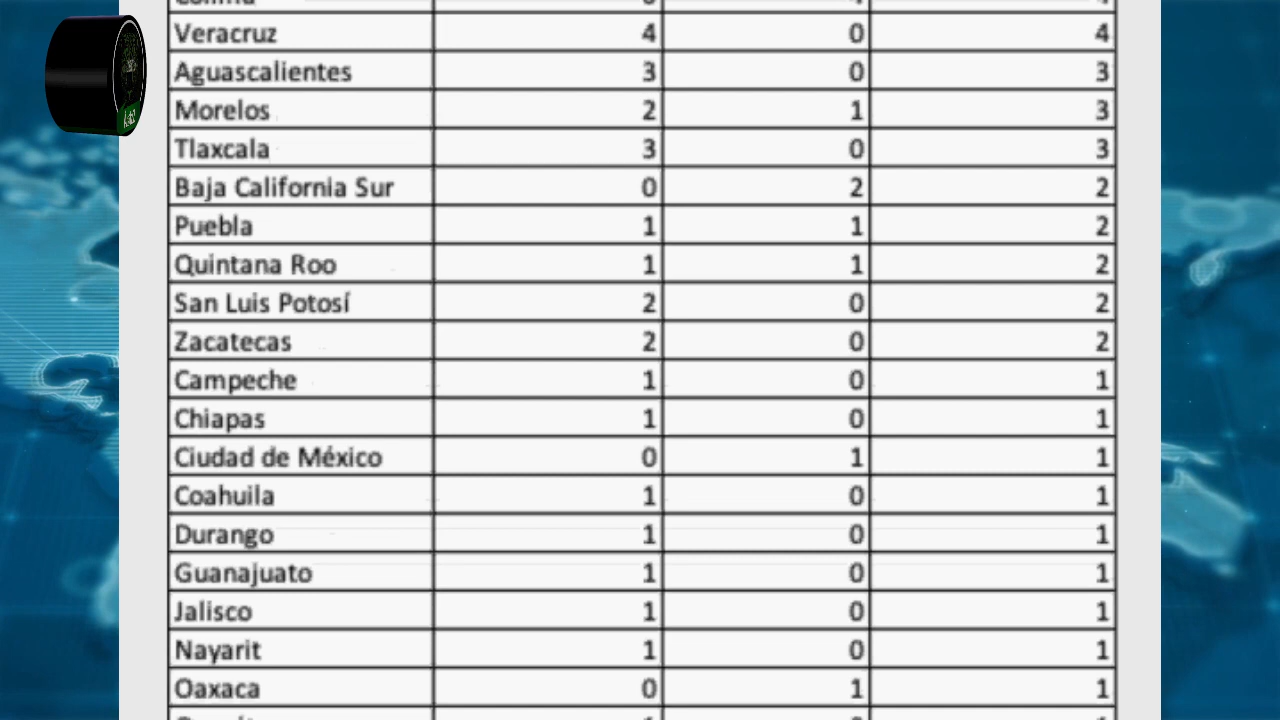 Veracruz 4 0 4
Aguascalientes 3 0 3
Morelos 2 1 3
Tlaxcala 3 0 3
Baja California Sur 0 2 2
Puebla 1 1 2
Quintana Roo 1 1 2
San Luis Potosí 2 0 2
Zacatecas 2 0 2
Campeche 1 0 1
Chiapas 1 0 1
Ciudad de México 0 1 1
Coahuila 1 0 1
Durango 1 0 1
Guanajuato 1 0 1
Jalisco 1 0 1
Nayarit 1 0 1
Oaxaca 0 1 1